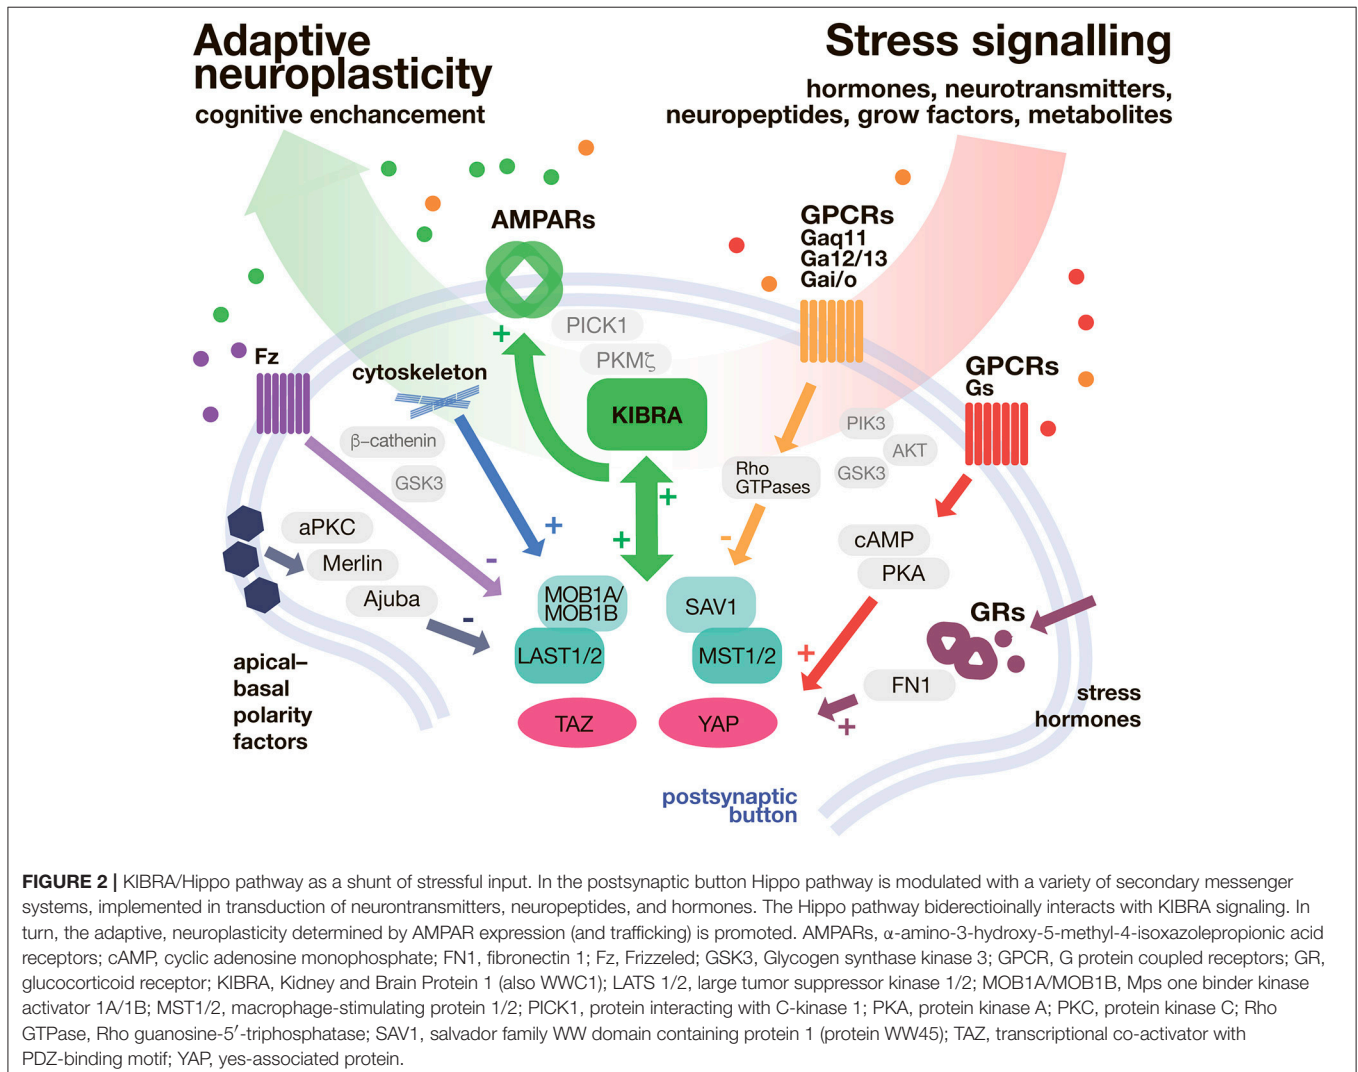 Adaptive
neuroplasticity
cognitive enchancement
Stress signalling
hormones, neurotransmitters,
neuropeptides, grow factors, metabolites
AMPARs
GPCRs
Gaq11
Ga12/13
Gai/o
PICK1
PKMζ
KIBRA
Fz
cytoskeleton
GPCRs
Gs
β–cathenin
GSK3
PIK3
AKT
GSK3
Rho
GTPases
+
+
+
+
-
-
aPKC
Merlin
Ajuba
-
cAMP
PKA
MOB1A/
MOB1B
SAV1
LAST1/2
MST1/2
+
GRs
FN1
+
TAZ
YAP
apical–
basal
polarity
factors
stress
hormones
postsynaptic
button
FIGURE 2 | KIBRA/Hippo pathway as a shunt of stressful input. In the postsynaptic button Hippo pathway is modulated with a variety of secondary messenger
systems, implemented in transduction of neurontransmitters, neuropeptides, and hormones. The Hippo pathway biderectioinally interacts with KIBRA signaling. In
turn, the adaptive, neuroplasticity determined by AMPAR expression (and trafficking) is promoted. AMPARs, α-amino-3-hydroxy-5-methyl-4-isoxazolepropionic acid
receptors; cAMP, cyclic adenosine monophosphate; FN1, fibronectin 1; Fz, Frizzeled; GSK3, Glycogen synthase kinase 3; GPCR, G protein coupled receptors; GR,
glucocorticoid receptor; KIBRA, Kidney and Brain Protein 1 (also WWC1); LATS 1/2, large tumor suppressor kinase 1/2; MOB1A/MOB1B, Mps one binder kinase
activator 1A/1B; MST1/2, macrophage-stimulating protein 1/2; PICK1, protein interacting with C-kinase 1; PKA, protein kinase A; PKC, protein kinase C; Rho
GTPase, Rho guanosine-5′-triphosphatase; SAV1, salvador family WW domain containing protein 1 (protein WW45); TAZ, transcriptional co-activator with
PDZ-binding motif; YAP, yes-associated protein.